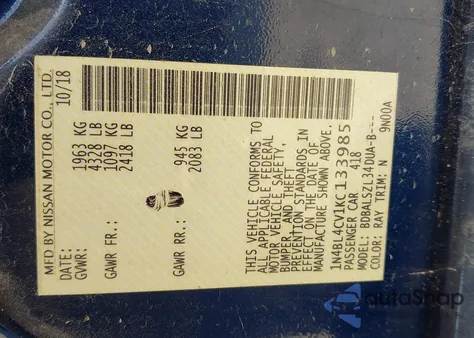 MFD BY NISSAN MOTOR CO., LTD.
DATE: 10/18
GVWR: 1963 KG
4328 LB
GAWR FR: 1097 KG
2418 LB
GAWR RR: 945 KG
2083 LB
THIS VEHICLE CONFORMS TO
ALL APPLICABLE FEDERAL
MOTOR VEHICLE SAFETY,
BUMPER, AND THEFT
PREVENTION STANDARDS IN
EFFECT ON THE DATE OF
MANUFACTURE SHOWN ABOVE.
1N4BL4CV1KC133985
PASSENGER CAR 418
MODEL: BDBALSZL34DUA-B---
COLOR: RAY TRIM: N 9N00A
autoSnap